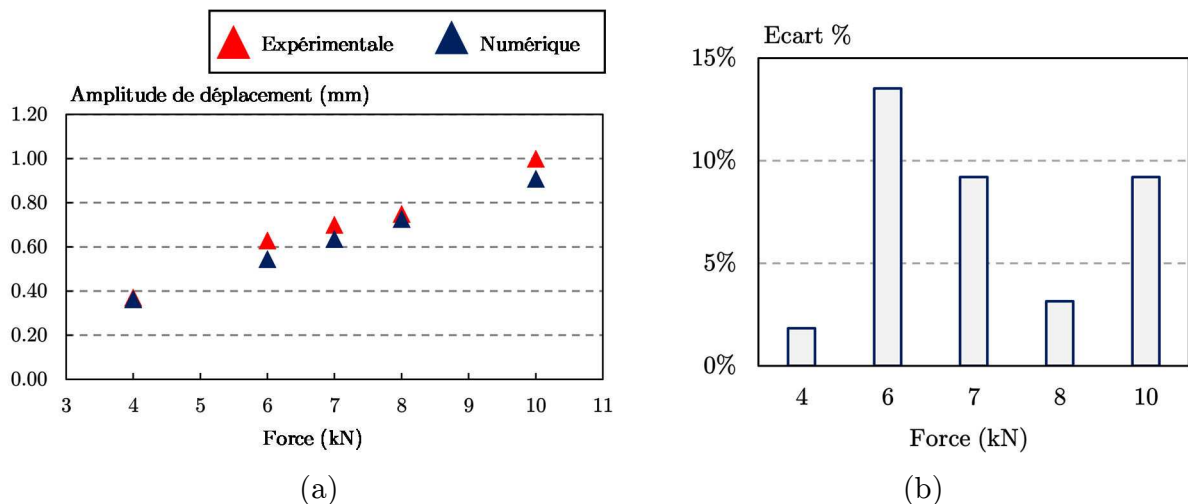 Expérimentale Numérique
Amplitude de déplacement (mm)
1.20
1.00
0.80
0.60
0.40
0.20
0.00
3 4 5 6 7 8 9 10 11
Force (kN)
(a)
Ecart %
15%
10%
5%
0%
4 6 7 8 10
Force (kN)
(b)